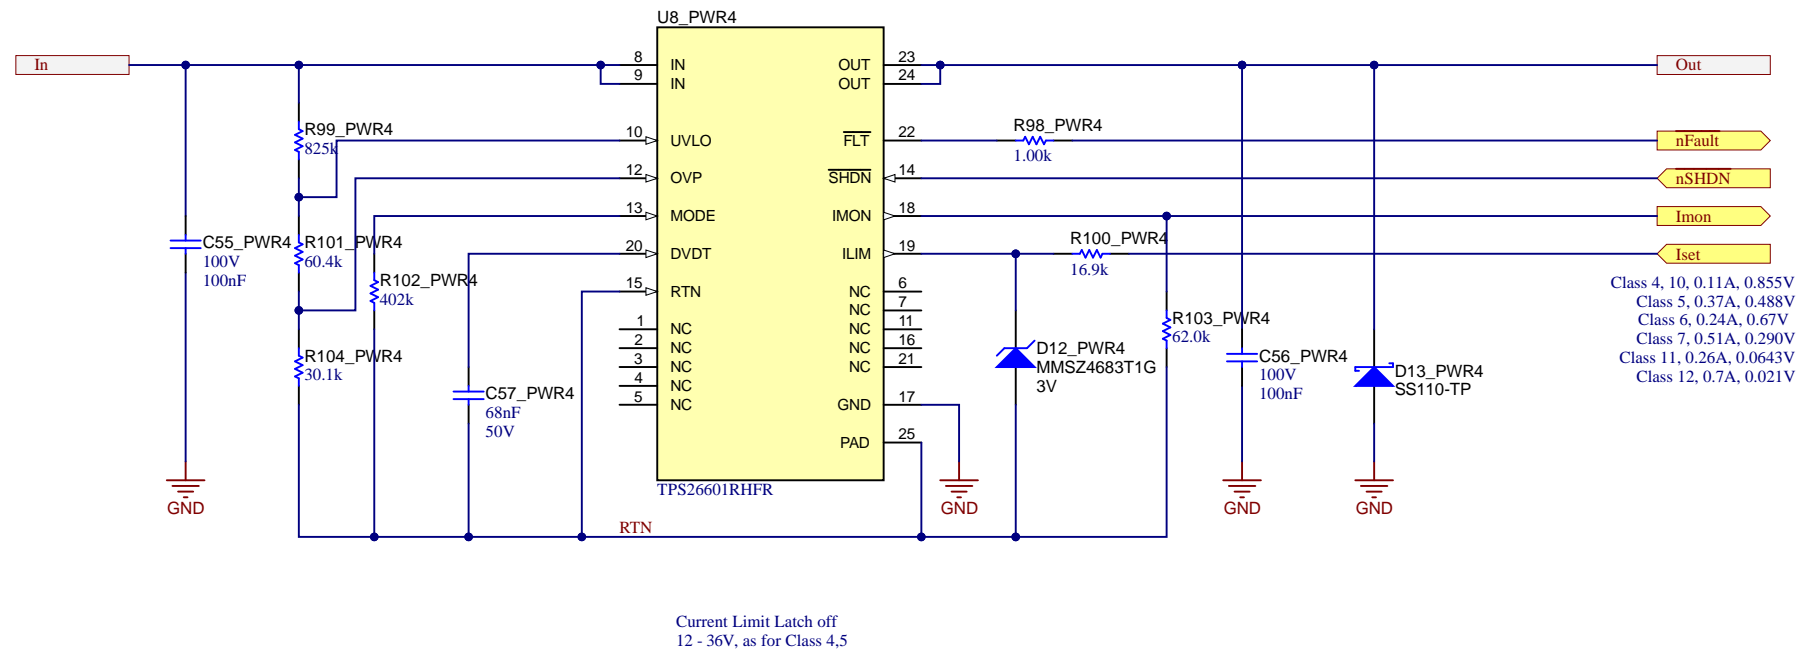 U8_PWR4
In
8 IN
9 IN
10 UVLO
12 OVP
13 MODE
20 DVDT
15 RTN
1 NC
2 NC
3 NC
4 NC
5 NC
OUT 23
OUT 24
FLT 22
SHDN 14
IMON 18
ILIM 19
NC 6
NC 7
NC 11
NC 16
NC 21
GND 17
PAD 25
TPS26601RHFR
R99_PWR4
825k
C55_PWR4
100V
100nF
R101_PWR4
60.4k
R102_PWR4
402k
R104_PWR4
30.1k
C57_PWR4
68nF
50V
GND
RTN
R98_PWR4
1.00k
R100_PWR4
16.9k
R103_PWR4
62.0k
D12_PWR4
MMSZ4683T1G
3V
C56_PWR4
100V
100nF
D13_PWR4
SS110-TP
GND
GND
GND
Out
nFault
nSHDN
Imon
Iset
Class 4, 10, 0.11A, 0.855V
Class 5, 0.37A, 0.488V
Class 6, 0.24A, 0.67V
Class 7, 0.51A, 0.290V
Class 11, 0.26A, 0.0643V
Class 12, 0.7A, 0.021V
Current Limit Latch off
12 - 36V, as for Class 4,5